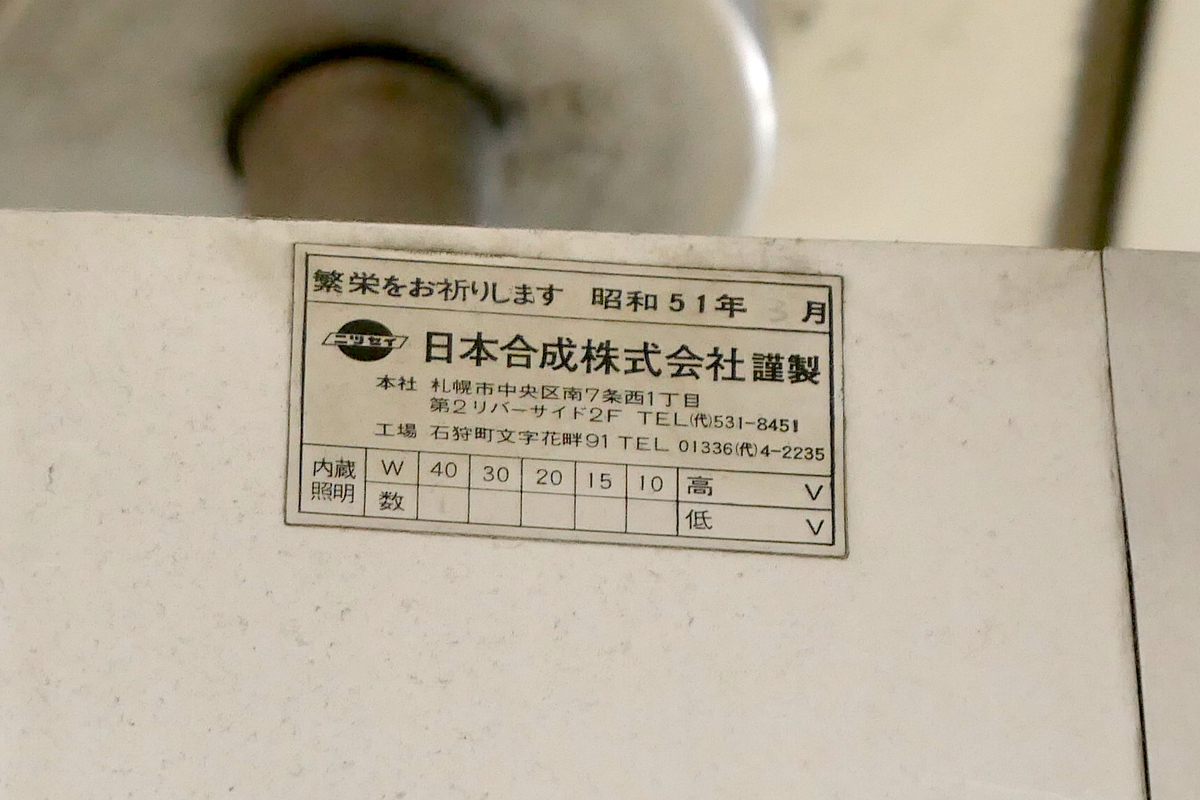 繁栄をお祈りします 昭和51年 3月
ニツセイ 日本合成株式会社 謹製
本社 札幌市中央区南7条西1丁目
第2リバーサイド2F TEL(代)531-8451
工場 石狩町文字花畔91 TEL 01336(代)4-2235
内蔵照明 W 40 30 20 15 10 高 V
数 低 V